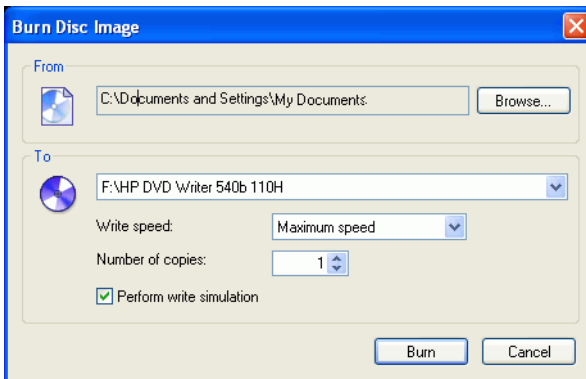 Burn Disc Image
From
C:\Documents and Settings\My Documents.
Browse...
To
F:\HP DVD Writer 540b 110H
Write speed: Maximum speed
Number of copies: 1
Perform write simulation
Burn Cancel